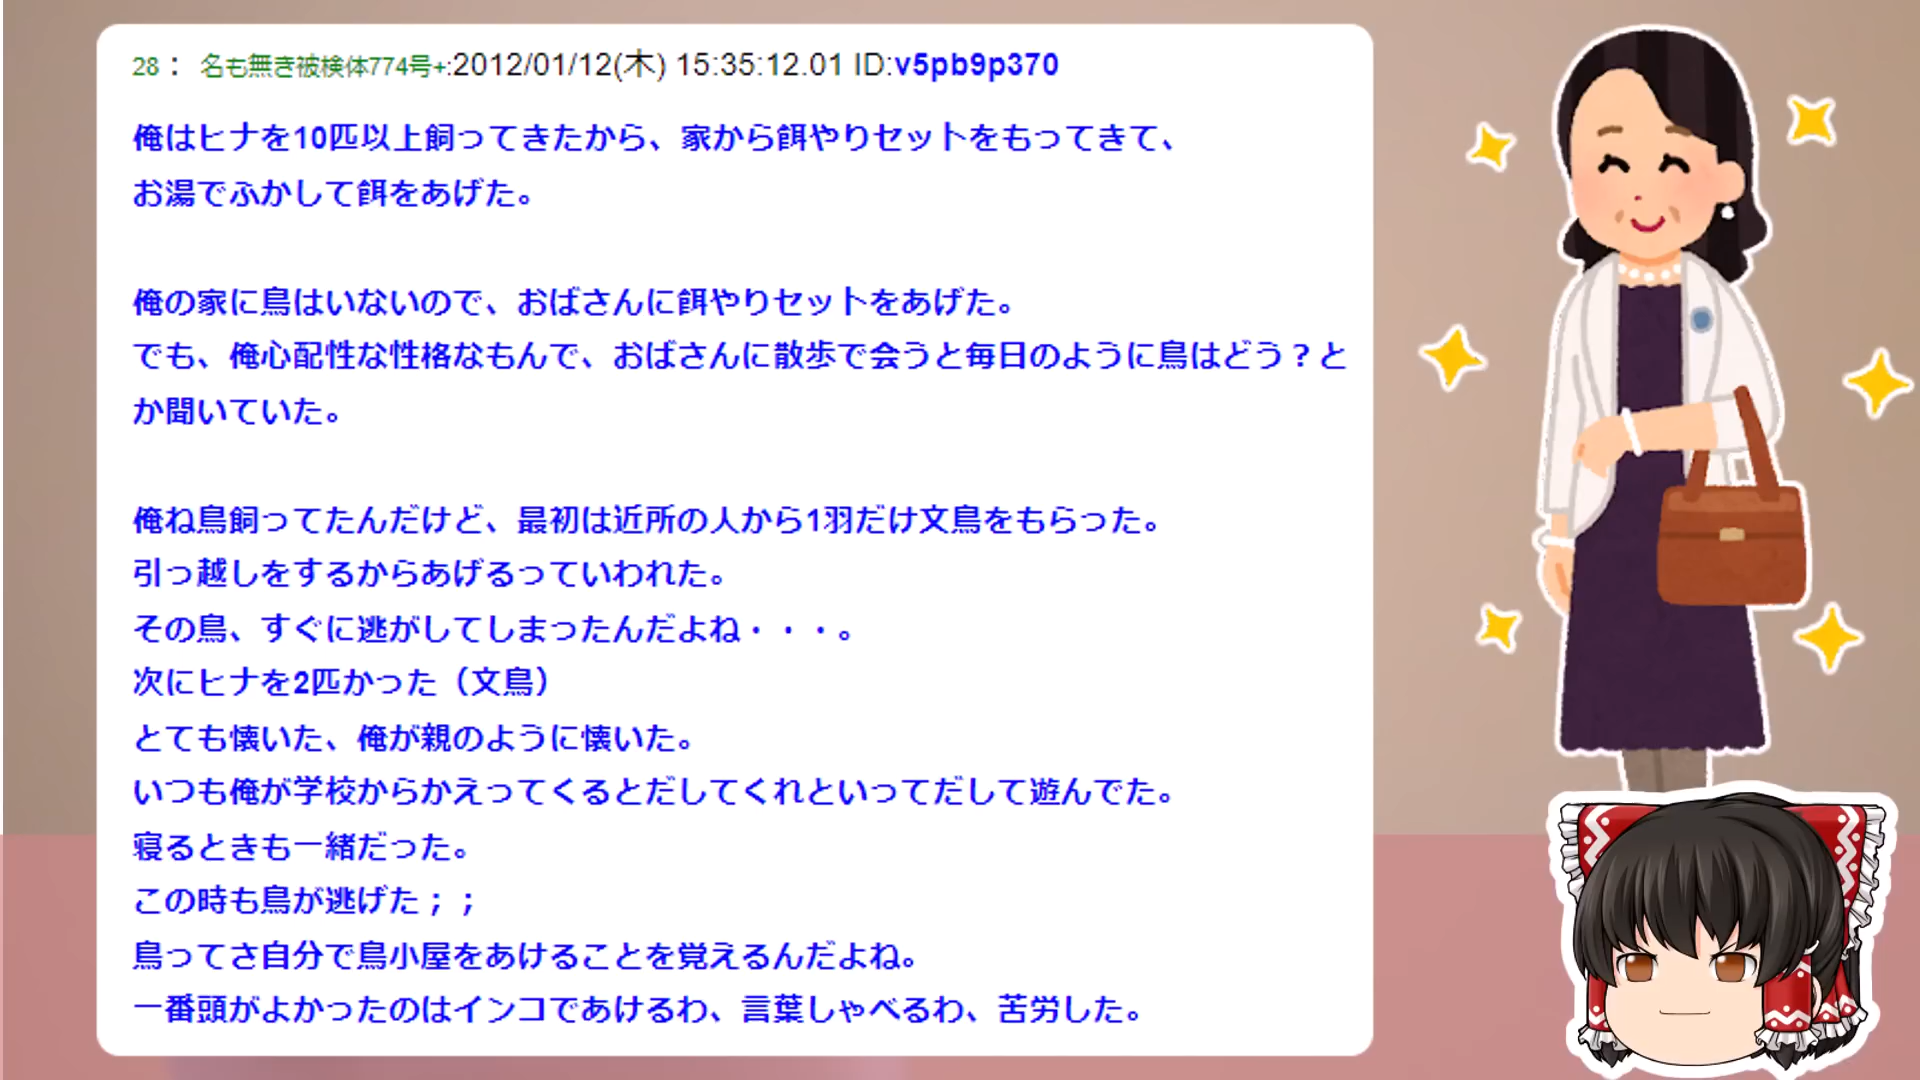 28： 名も無き被検体774号+:2012/01/12(木) 15:35:12.01 ID:v5pb9p370
俺はヒナを10匹以上飼ってきたから、家から餌やりセットをもってきて、
お湯でふかして餌をあげた。
俺の家に鳥はいないので、おばさんに餌やりセットをあげた。
でも、俺心配性な性格なもんで、おばさんに散歩で会うと毎日のように鳥はどう？と
か聞いていた。
俺ね鳥飼ってたんだけど、最初は近所の人から1羽だけ文鳥をもらった。
引っ越しをするからあげるっていわれた。
その鳥、すぐに逃がしてしまったんだよね・・・。
次にヒナを2匹かった（文鳥）
とても懐いた、俺が親のように懐いた。
いつも俺が学校からかえってくるとだしてくれといってだして遊んでた。
寝るときも一緒だった。
この時も鳥が逃げた；；
鳥ってさ自分で鳥小屋をあけることを覚えるんだよね。
一番頭がよかったのはインコであけるわ、言葉しゃべるわ、苦労した。